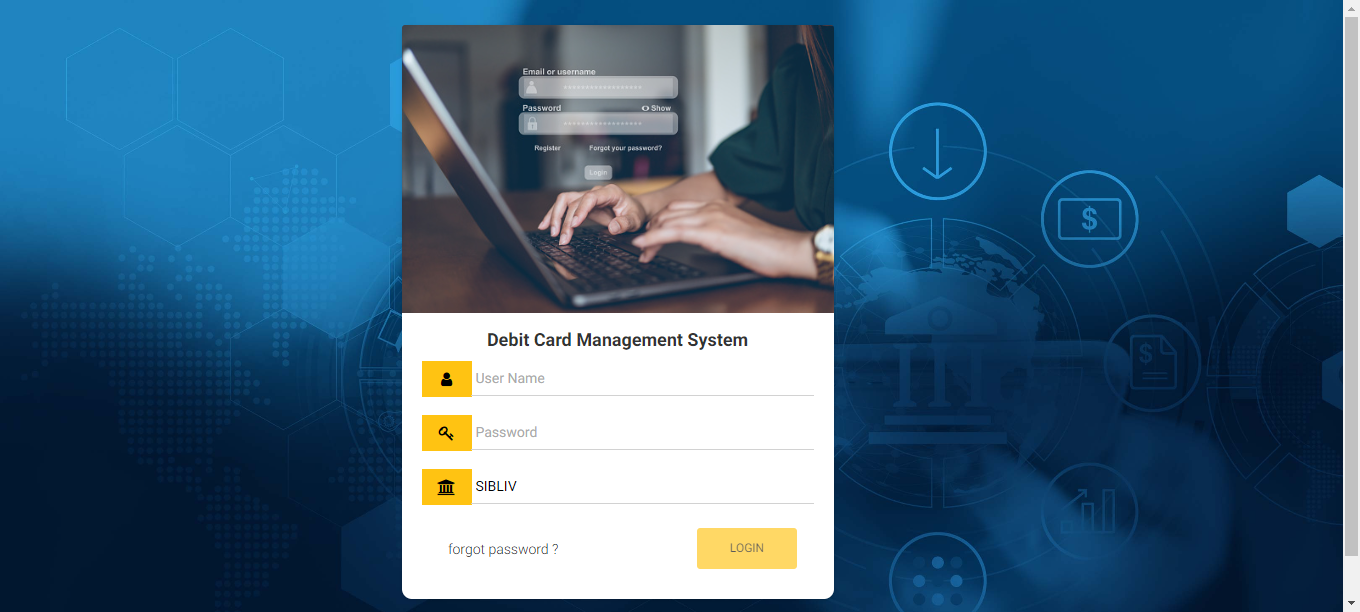 Email or username
Password Show
Register Forgot your password?
Login
Debit Card Management System
User Name
Password
SIBLIV
forgot password ? LOGIN